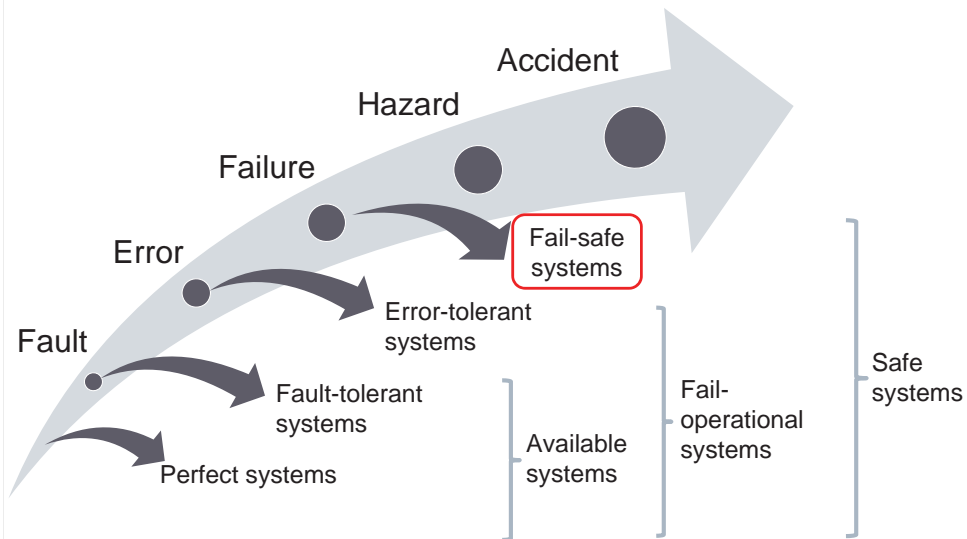 Accident
Hazard
Failure
Error
Fault
Fail-safe
systems
Error-tolerant
systems
Fault-tolerant
systems
Perfect systems
Available
systems
Fail-
operational
systems
Safe
systems